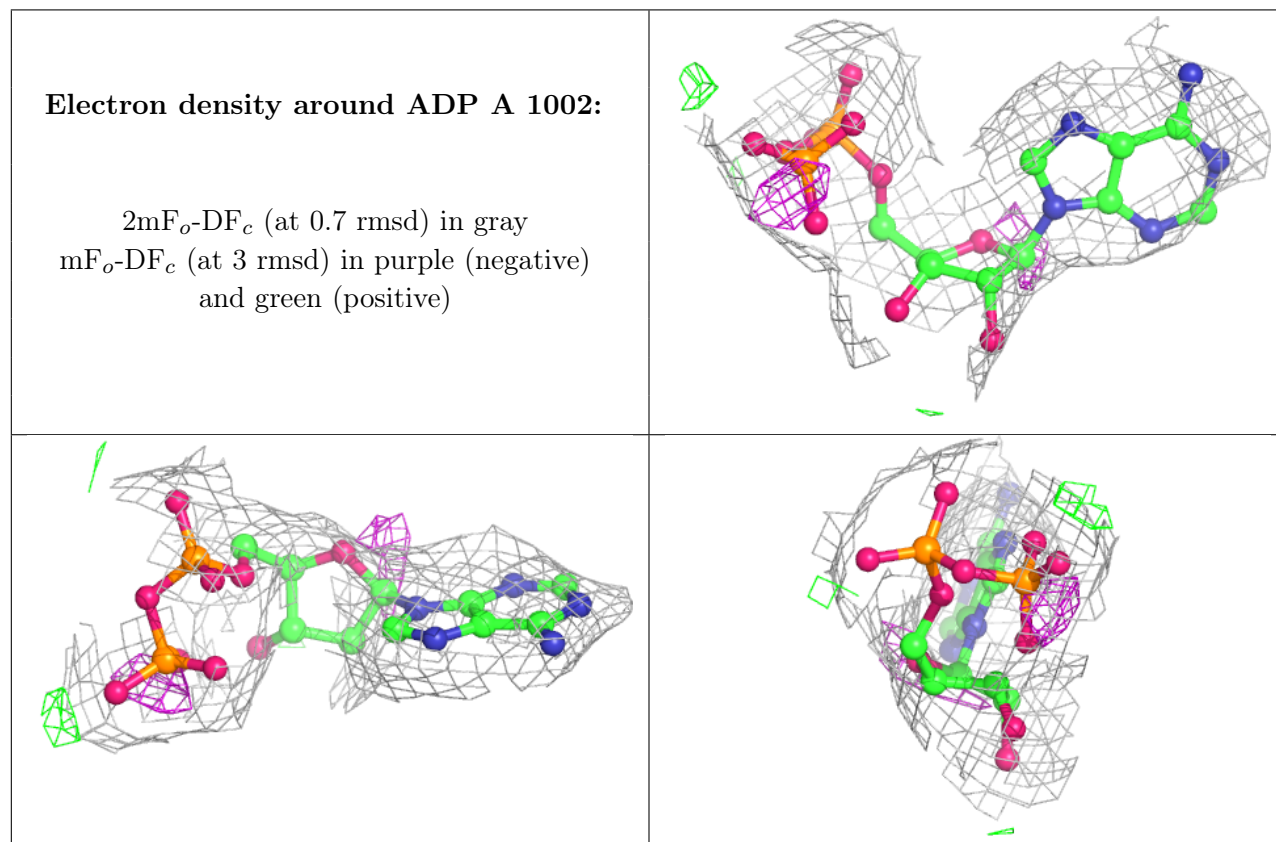 Electron density around ADP A 1002:
2mFo-DFc (at 0.7 rmsd) in gray
mFo-DFc (at 3 rmsd) in purple (negative)
and green (positive)